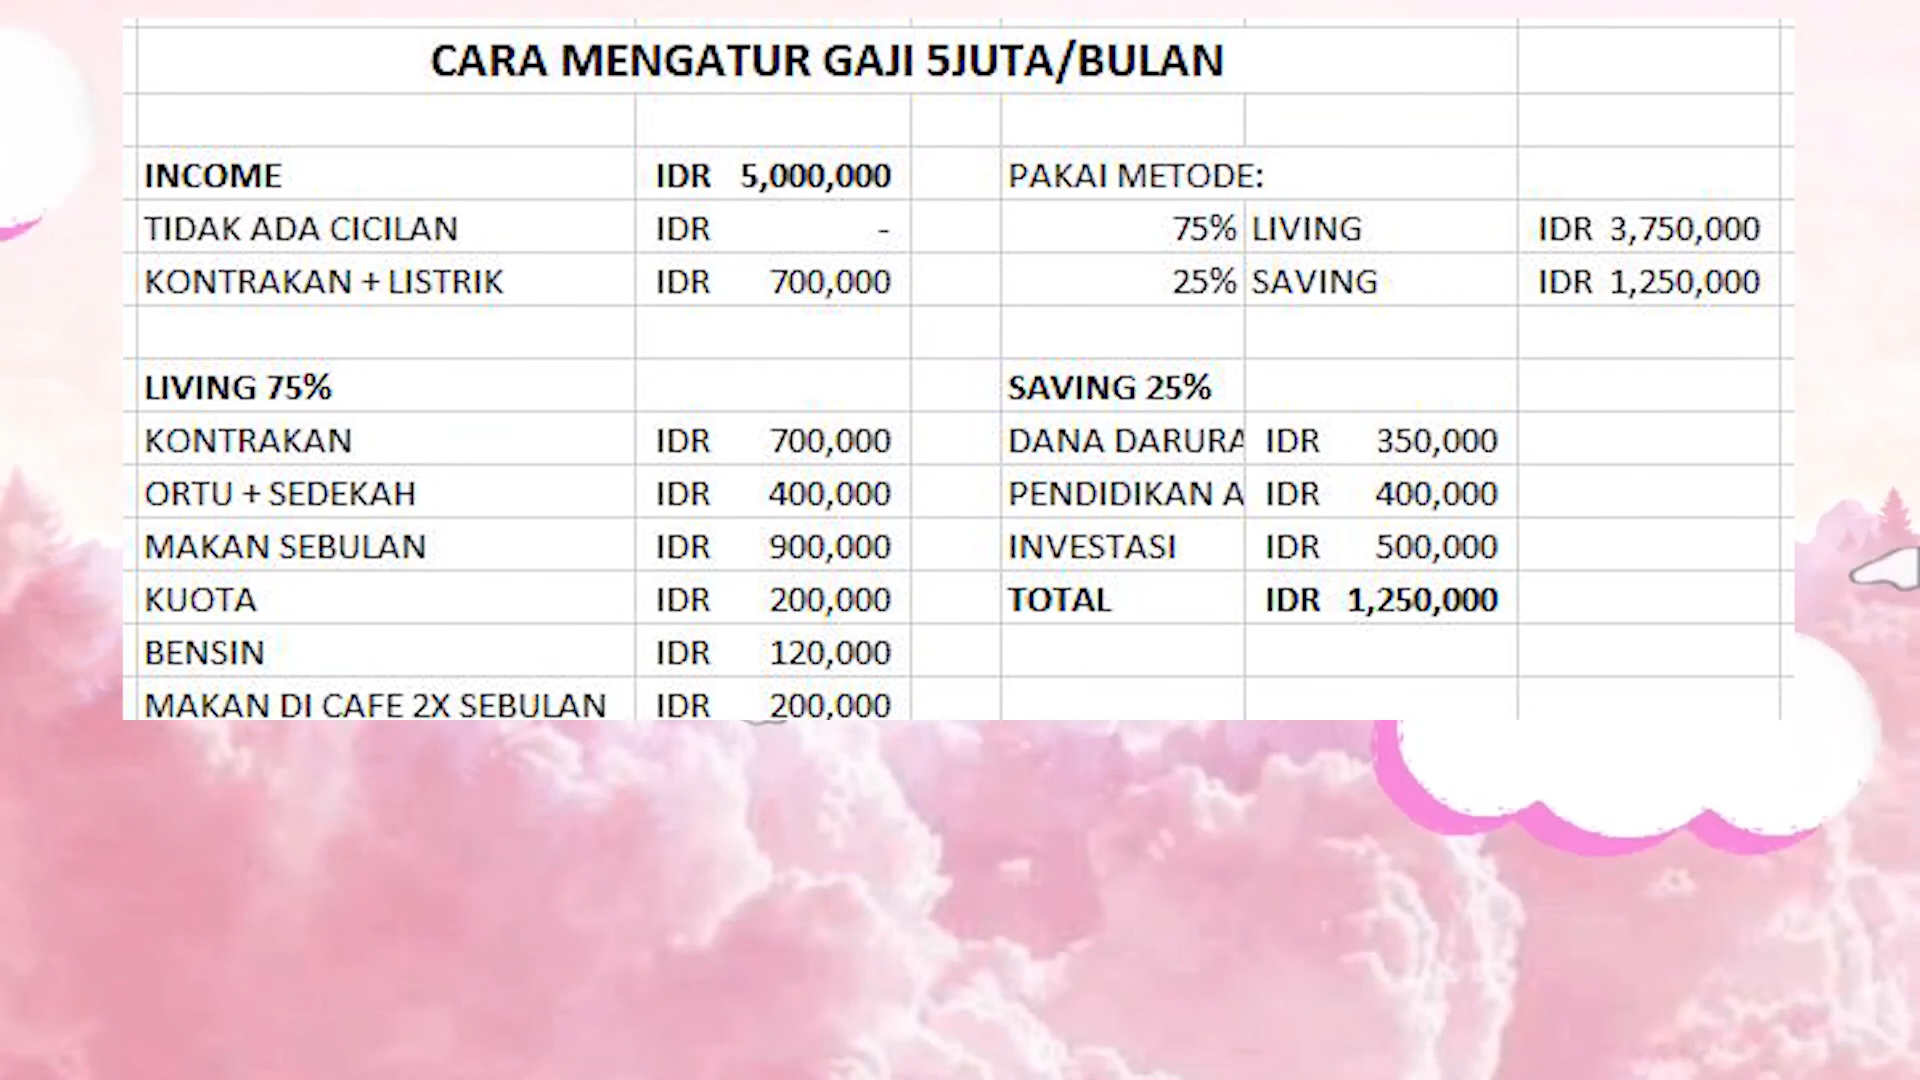 CARA MENGATUR GAJI 5JUTA/BULAN
INCOME IDR 5,000,000 PAKAI METODE:
TIDAK ADA CICILAN IDR - 75% LIVING IDR 3,750,000
KONTRAKAN + LISTRIK IDR 700,000 25% SAVING IDR 1,250,000
LIVING 75% SAVING 25%
KONTRAKAN IDR 700,000 DANA DARURA IDR 350,000
ORTU + SEDEKAH IDR 400,000 PENDIDIKAN A IDR 400,000
MAKAN SEBULAN IDR 900,000 INVESTASI IDR 500,000
KUOTA IDR 200,000 TOTAL IDR 1,250,000
BENSIN IDR 120,000
MAKAN DI CAFE 2X SEBULAN IDR 200,000